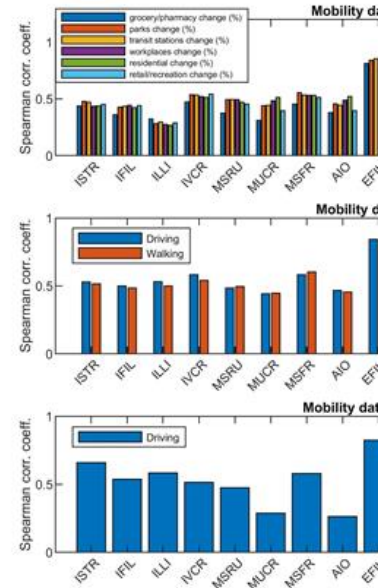 Mobility da
grocery/pharmacy change (%)
parks change (%)
transit stations change (%)
workplaces change (%)
residential change (%)
retail/recreation change (%)
Spearman corr. coeff.
1
0.5
0
ISTR IFIL ILLI IVCR MSRU MUCR MSFR AIO EFI
Mobility da
Driving
Walking
Spearman corr. coeff.
1
0.5
0
ISTR IFIL ILLI IVCR MSRU MUCR MSFR AIO EFI
Mobility dat
Driving
Spearman corr. coeff.
1
0.5
0
ISTR IFIL ILLI IVCR MSRU MUCR MSFR AIO EFI